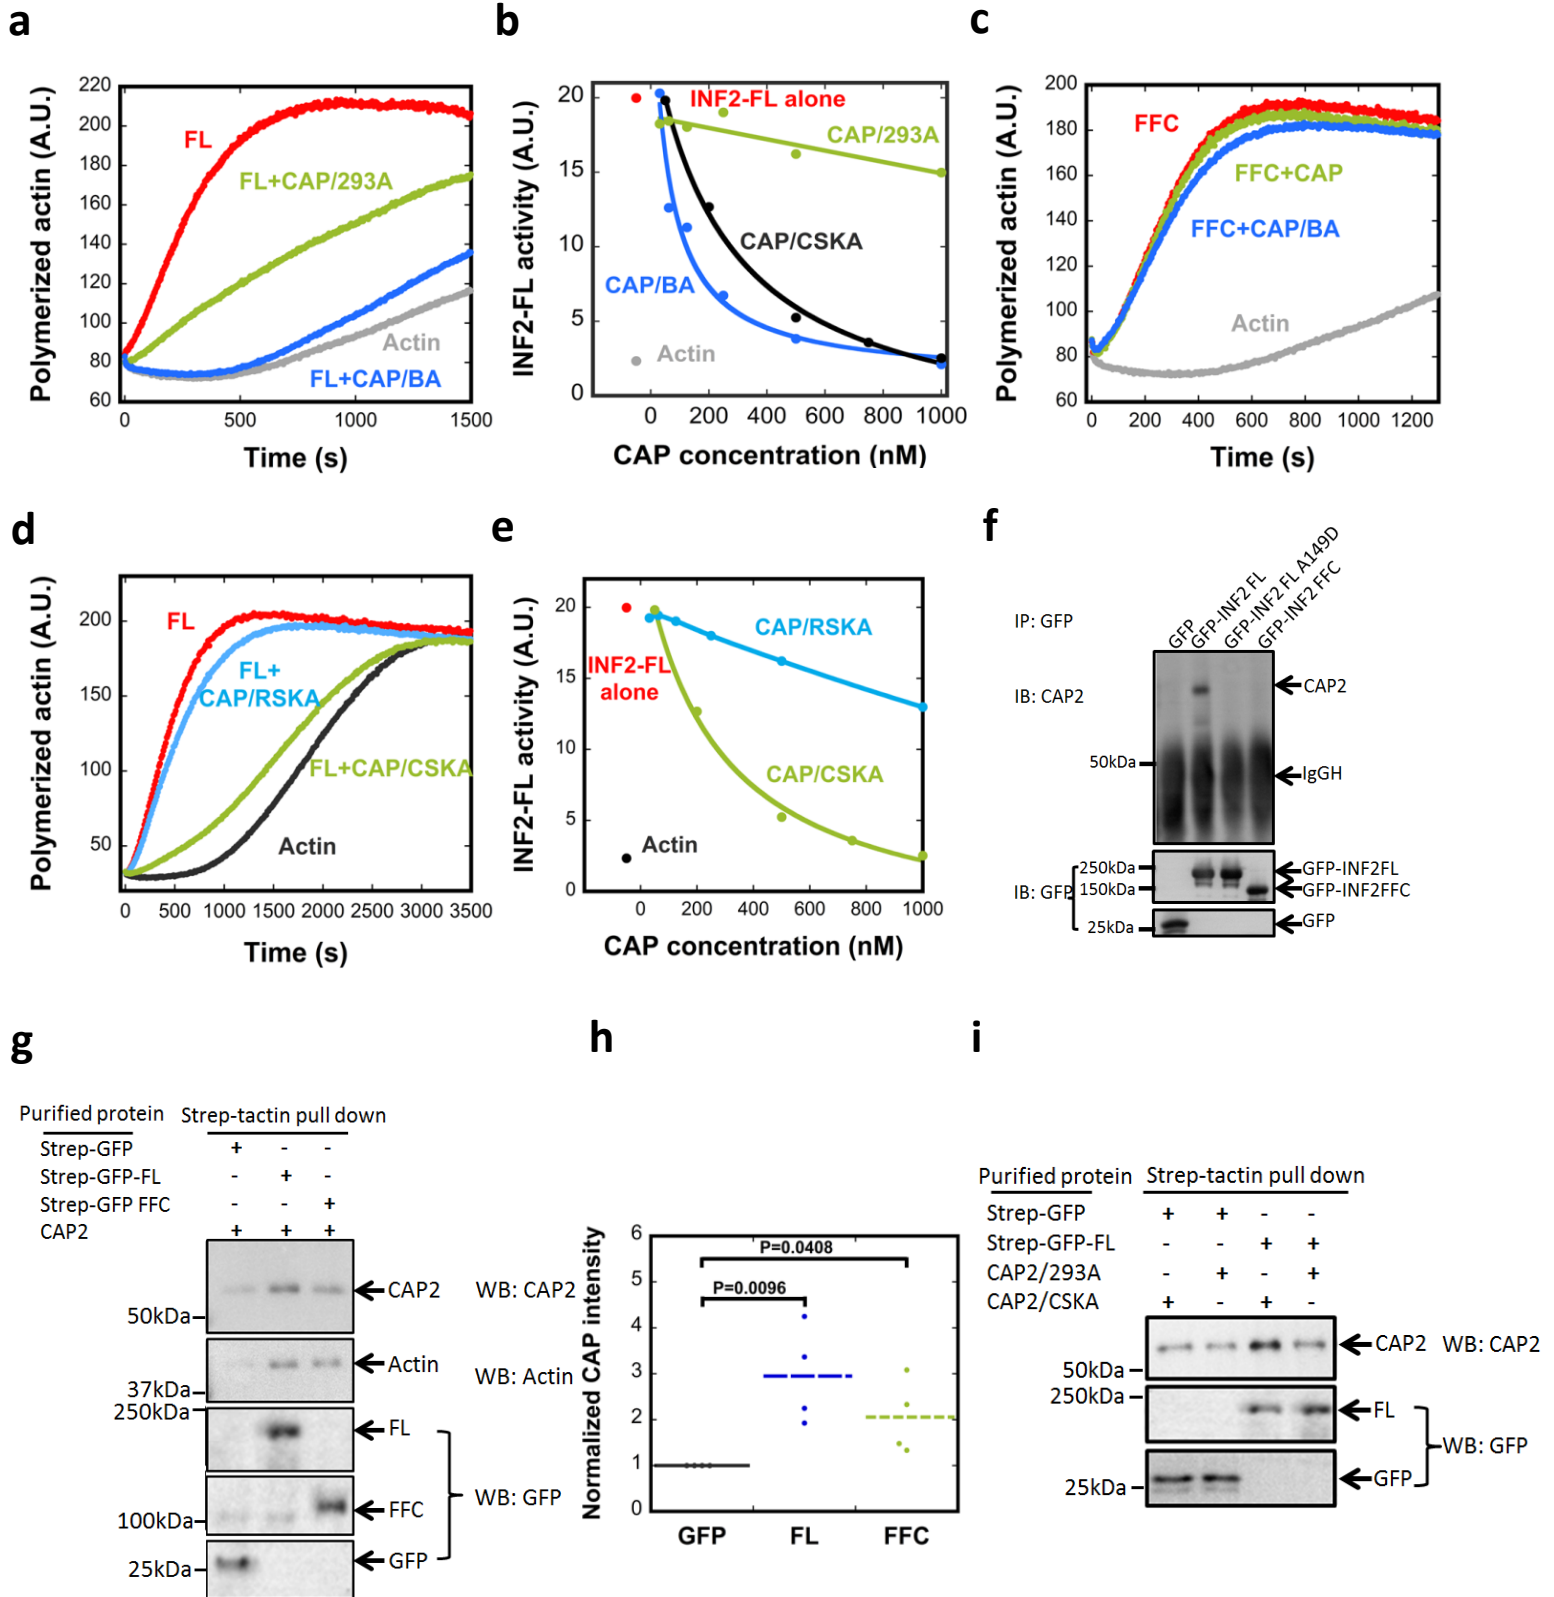 a
Polymerized actin (A.U.)
220
200
180
160
140
120
100
80
60
FL
FL+CAP/293A
Actin
FL+CAP/BA
0 500 1000 1500
Time (s)
b
INF2-FL activity (A.U.)
20
15
10
5
0
INF2-FL alone
CAP/293A
CAP/CSKA
CAP/BA
Actin
0 200 400 600 800 1000
CAP concentration (nM)
c
Polymerized actin (A.U.)
200
180
160
140
120
100
80
60
FFC
FFC+CAP
FFC+CAP/BA
Actin
0 200 400 600 800 1000 1200
Time (s)
d
Polymerized actin (A.U.)
200
150
100
50
FL
FL+
CAP/RSKA
FL+CAP/CSKA
Actin
0 500 1000 1500 2000 2500 3000 3500
Time (s)
e
INF2-FL activity (A.U.)
20
15
10
5
0
CAP/RSKA
INF2-FL
alone
CAP/CSKA
Actin
0 200 400 600 800 1000
CAP concentration (nM)
f
GFP
GFP-INF2 FL
GFP-INF2 FL A149D
GFP-INF2 FFC
IP: GFP
IB: CAP2
CAP2
50kDa
IgGH
250kDa
GFP-INF2FL
IB: GFP
150kDa
GFP-INF2FFC
25kDa
GFP
g
Purified protein Strep-tactin pull down
Strep-GFP + - -
Strep-GFP-FL - + -
Strep-GFP FFC - - +
CAP2 + + +
CAP2 WB: CAP2
50kDa
Actin WB: Actin
37kDa
250kDa
FL
WB: GFP
FFC
100kDa
GFP
25kDa
h
Normalized CAP intensity
6
5
4
3
2
1
0
P=0.0408
P=0.0096
GFP FL FFC
i
Purified protein Strep-tactin pull down
Strep-GFP + + - -
Strep-GFP-FL - - + +
CAP2/293A - + - +
CAP2/CSKA + - + -
CAP2 WB: CAP2
50kDa
250kDa
FL
WB: GFP
GFP
25kDa